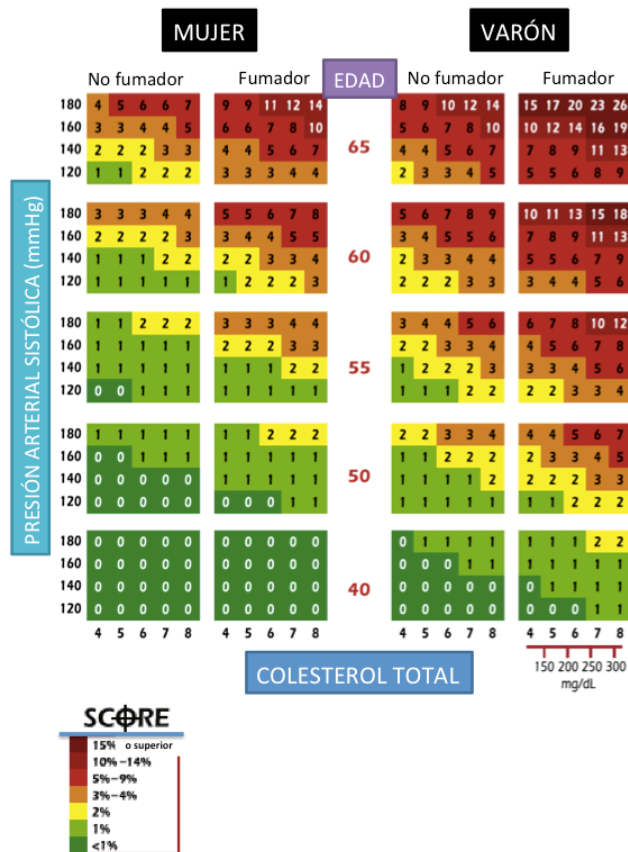 MUJER VARÓN
No fumador Fumador EDAD No fumador Fumador
PRESIÓN ARTERIAL SISTÓLICA (mmHg)
180 4 5 6 6 7 9 9 11 12 14 8 9 10 12 14 15 17 20 23 26
160 3 3 4 4 5 6 6 7 8 10 5 6 7 8 10 10 12 14 16 19
65
140 2 2 2 3 3 4 4 5 6 7 4 4 5 6 7 7 8 9 11 13
120 1 1 2 2 2 3 3 3 4 4 2 3 3 4 5 5 5 6 8 9
180 3 3 3 4 4 5 5 6 7 8 5 6 7 8 9 10 11 13 15 18
160 2 2 2 2 3 3 4 4 5 5 3 4 5 5 6 7 8 9 11 13
60
140 1 1 1 2 2 2 2 3 3 4 2 3 3 4 4 5 5 6 7 9
120 1 1 1 1 1 1 2 2 2 3 2 2 2 3 3 3 4 4 5 6
180 1 1 2 2 2 3 3 3 4 4 3 4 4 5 6 6 7 8 10 12
160 1 1 1 1 1 2 2 2 3 3 2 2 3 3 4 4 5 6 7 8
55
140 1 1 1 1 1 1 1 1 2 2 1 2 2 2 3 3 3 4 5 6
120 0 0 1 1 1 1 1 1 1 1 1 1 1 2 2 2 2 3 3 4
180 1 1 1 1 1 1 1 2 2 2 2 2 3 3 4 4 4 5 6 7
160 0 0 1 1 1 1 1 1 1 1 1 1 2 2 2 2 3 3 4 5
50
140 0 0 0 0 0 1 1 1 1 1 1 1 1 1 2 2 2 2 3 3
120 0 0 0 0 0 0 0 0 1 1 1 1 1 1 1 1 1 2 2 2
180 0 0 0 0 0 0 0 0 0 0 0 1 1 1 1 1 1 1 2 2
160 0 0 0 0 0 0 0 0 0 0 0 0 0 1 1 1 1 1 1 1
40
140 0 0 0 0 0 0 0 0 0 0 0 0 0 0 0 0 1 1 1 1
120 0 0 0 0 0 0 0 0 0 0 0 0 0 0 0 0 0 0 1 1
4 5 6 7 8 4 5 6 7 8 4 5 6 7 8 4 5 6 7 8
COLESTEROL TOTAL
150 200 250 300
mg/dL
SCORE
15% o superior
10%–14%
5%–9%
3%–4%
2%
1%
<1%